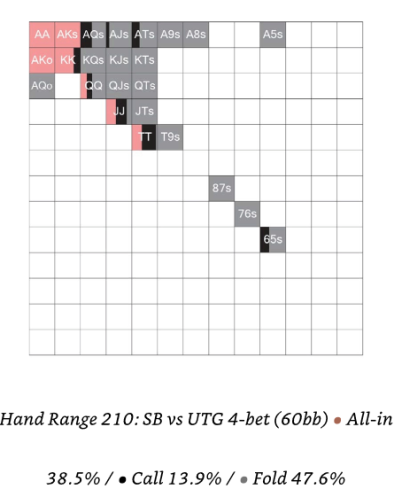 AA AKs AQs AJs ATs A9s A8s A5s
AKo KK KQs KJs KTs
AQo QQ QJs QTs
JJ JTs
TT T9s
87s
76s
65s
Hand Range 210: SB vs UTG 4-bet (60bb) • All-in
38.5% / • Call 13.9% / • Fold 47.6%